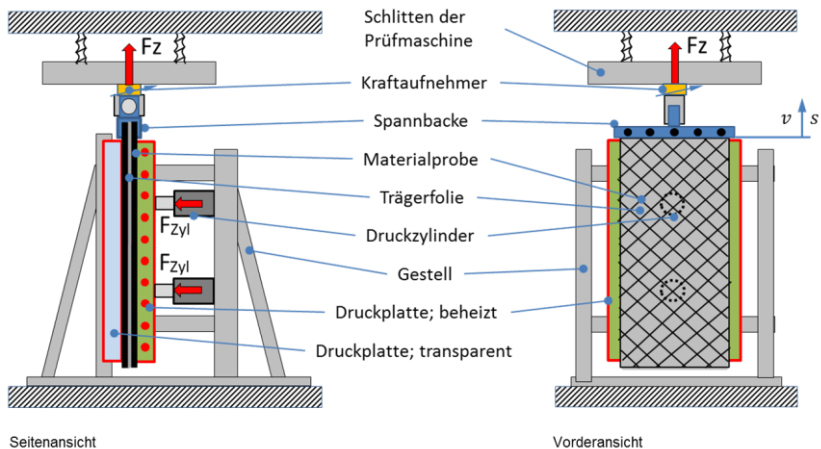 Schlitten der
Prüfmaschine
Fz
Fz
Kraftaufnehmer
Spannbacke
v s
Materialprobe
Trägerfolie
Druckzylinder
FZyl
FZyl
Gestell
Druckplatte; beheizt
Druckplatte; transparent
Seitenansicht
Vorderansicht